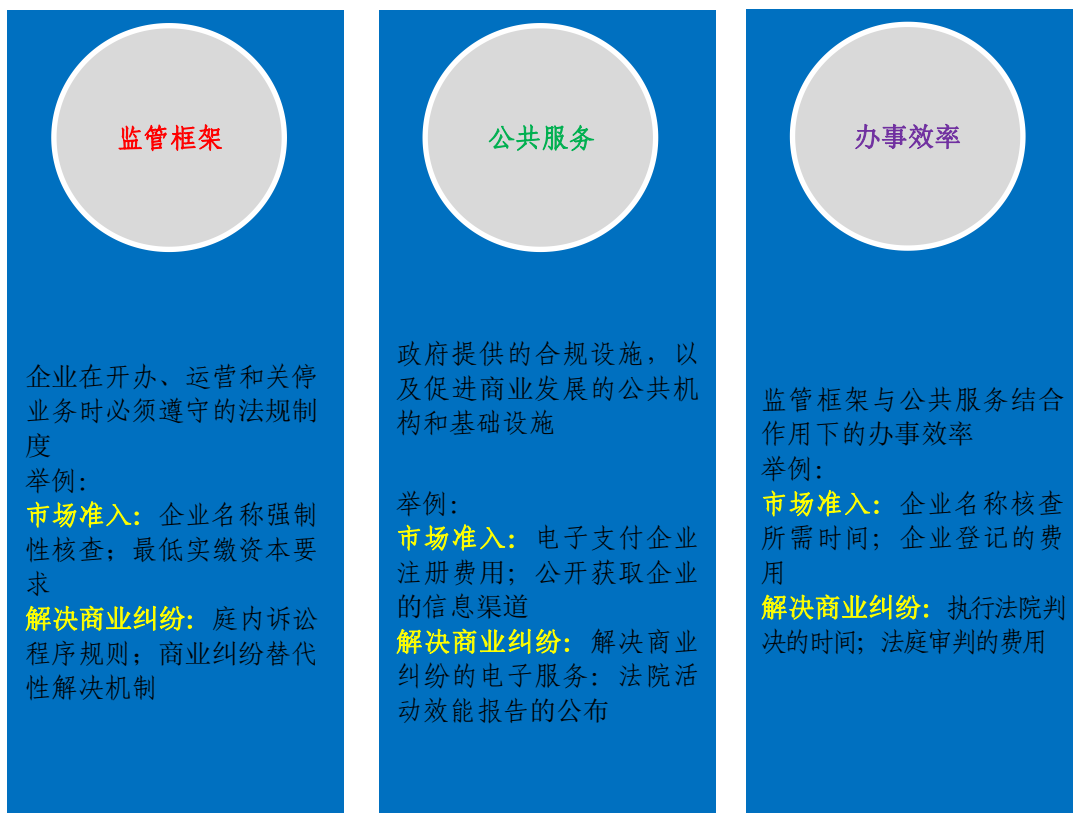 监管框架
企业在开办、运营和关停
业务时必须遵守的法规制
度
举例：
市场准入：企业名称强制
性核查；最低实缴资本要
求
解决商业纠纷：庭内诉讼
程序规则；商业纠纷替代
性解决机制
公共服务
政府提供的合规设施，以
及促进商业发展的公共机
构和基础设施
举例：
市场准入：电子支付企业
注册费用；公开获取企业
的信息渠道
解决商业纠纷：解决商业
纠纷的电子服务：法院活
动效能报告的公布
办事效率
监管框架与公共服务结合
作用下的办事效率
举例：
市场准入：企业名称核查
所需时间；企业登记的费
用
解决商业纠纷：执行法院判
决的时间；法庭审判的费用